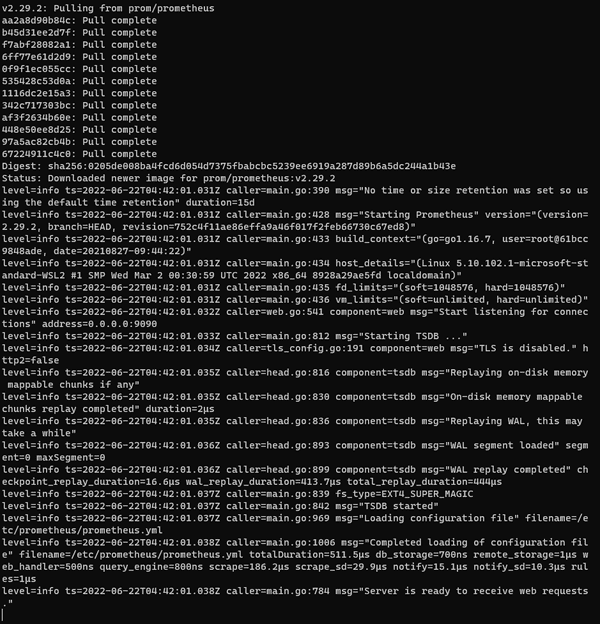 v2.29.2: Pulling from prom/prometheus
aa2a8d90b84c: Pull complete
b45d31ee2d7f: Pull complete
f7abf28082a1: Pull complete
6ff77e61d2d9: Pull complete
0f9f1ec055cc: Pull complete
535428c53d0a: Pull complete
1116dc2e15a3: Pull complete
342c717303bc: Pull complete
af3f2634b60e: Pull complete
448e50ee8d25: Pull complete
97a5ac82cb4b: Pull complete
67224911c4c0: Pull complete
Digest: sha256:0205de008ba4fcd6d054d7375fbabcbc5239ee6919a287d89b6a5dc244a1b43e
Status: Downloaded newer image for prom/prometheus:v2.29.2
level=info ts=2022-06-22T04:42:01.031Z caller=main.go:390 msg="No time or size retention was set so us
ing the default time retention" duration=15d
level=info ts=2022-06-22T04:42:01.031Z caller=main.go:428 msg="Starting Prometheus" version="(version=
2.29.2, branch=HEAD, revision=752c4f11ae86effa9a46f017f2feb66730c67ed8)"
level=info ts=2022-06-22T04:42:01.031Z caller=main.go:433 build_context="(go=go1.16.7, user=root@61bcc
9848ade, date=20210827-09:44:22)"
level=info ts=2022-06-22T04:42:01.031Z caller=main.go:434 host_details="(Linux 5.10.102.1-microsoft-st
andard-WSL2 #1 SMP Wed Mar 2 00:30:59 UTC 2022 x86_64 8928a29ae5fd localdomain)"
level=info ts=2022-06-22T04:42:01.031Z caller=main.go:435 fd_limits="(soft=1048576, hard=1048576)"
level=info ts=2022-06-22T04:42:01.031Z caller=main.go:436 vm_limits="(soft=unlimited, hard=unlimited)"
level=info ts=2022-06-22T04:42:01.032Z caller=web.go:541 component=web msg="Start listening for connec
tions" address=0.0.0.0:9090
level=info ts=2022-06-22T04:42:01.033Z caller=main.go:812 msg="Starting TSDB ..."
level=info ts=2022-06-22T04:42:01.034Z caller=tls_config.go:191 component=web msg="TLS is disabled." h
ttp2=false
level=info ts=2022-06-22T04:42:01.035Z caller=head.go:816 component=tsdb msg="Replaying on-disk memory
 mappable chunks if any"
level=info ts=2022-06-22T04:42:01.035Z caller=head.go:830 component=tsdb msg="On-disk memory mappable
chunks replay completed" duration=2µs
level=info ts=2022-06-22T04:42:01.035Z caller=head.go:836 component=tsdb msg="Replaying WAL, this may
take a while"
level=info ts=2022-06-22T04:42:01.036Z caller=head.go:893 component=tsdb msg="WAL segment loaded" segm
ent=0 maxSegment=0
level=info ts=2022-06-22T04:42:01.036Z caller=head.go:899 component=tsdb msg="WAL replay completed" ch
eckpoint_replay_duration=16.6µs wal_replay_duration=413.7µs total_replay_duration=444µs
level=info ts=2022-06-22T04:42:01.037Z caller=main.go:839 fs_type=EXT4_SUPER_MAGIC
level=info ts=2022-06-22T04:42:01.037Z caller=main.go:842 msg="TSDB started"
level=info ts=2022-06-22T04:42:01.037Z caller=main.go:969 msg="Loading configuration file" filename=/e
tc/prometheus/prometheus.yml
level=info ts=2022-06-22T04:42:01.038Z caller=main.go:1006 msg="Completed loading of configuration fil
e" filename=/etc/prometheus/prometheus.yml totalDuration=511.5µs db_storage=700ns remote_storage=1µs w
eb_handler=500ns query_engine=800ns scrape=186.2µs scrape_sd=29.9µs notify=15.1µs notify_sd=10.3µs rul
es=1µs
level=info ts=2022-06-22T04:42:01.038Z caller=main.go:784 msg="Server is ready to receive web requests
."